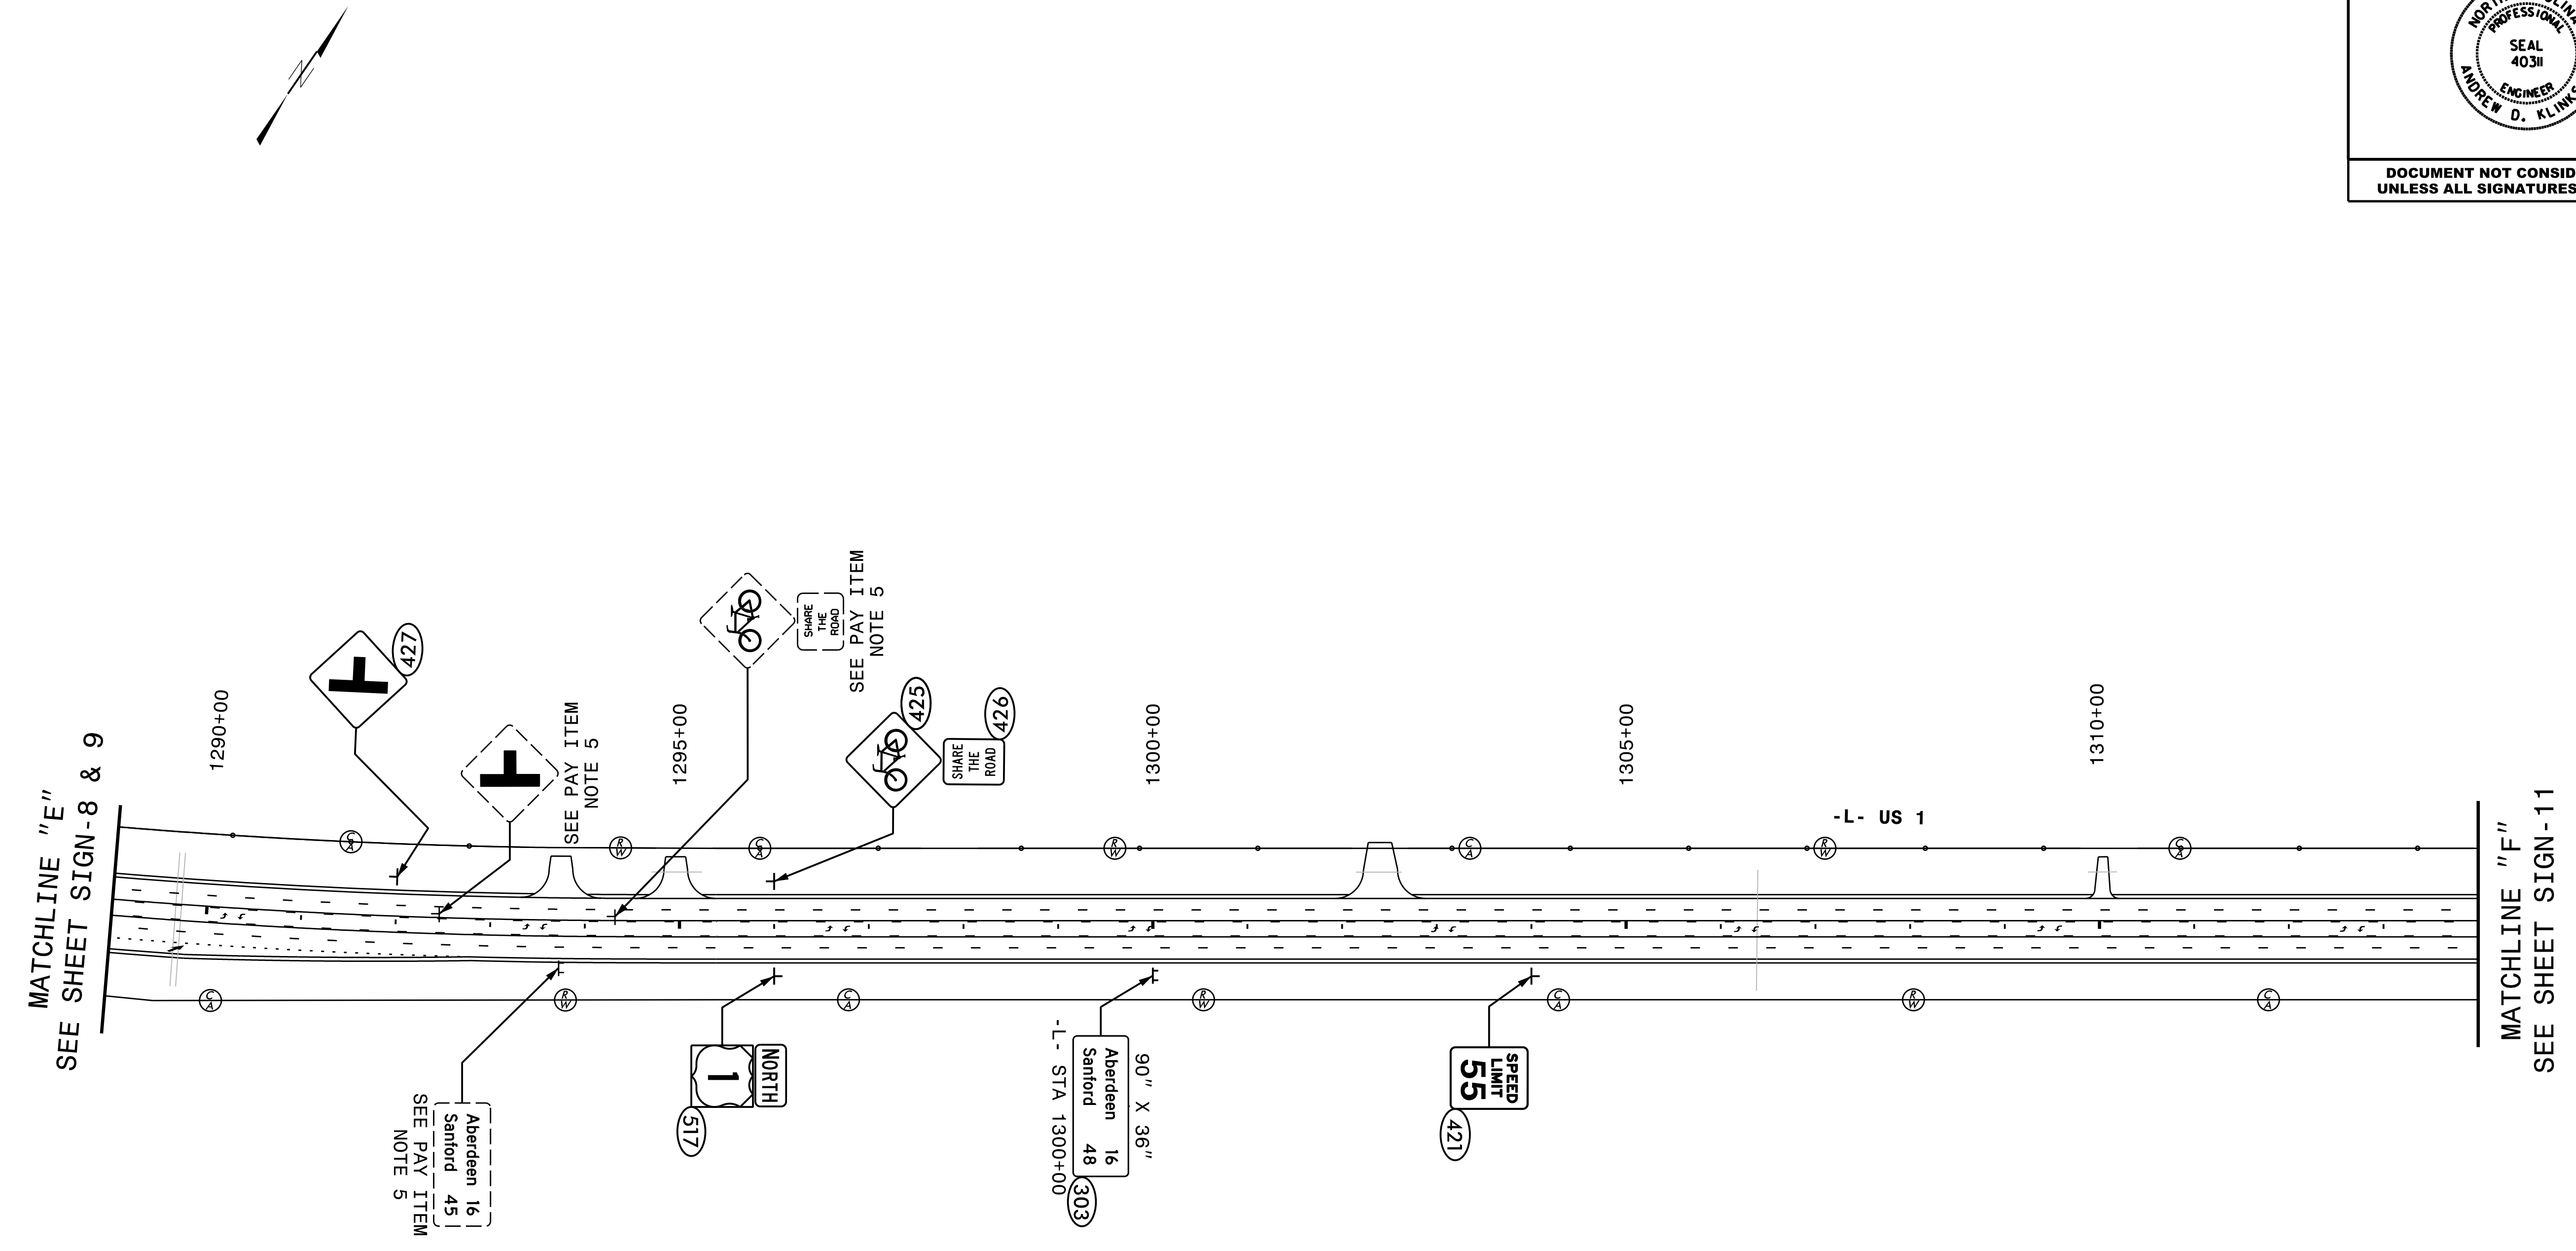 PROFESSIONAL
SEAL
40311
ENGINEER
ANDREW D.
DOCUMENT NOT CONSID
UNLESS ALL SIGNATURES
N
MATCHLINE "E"
SEE SHEET SIGN-8 & 9
1290+00
427
SEE PAY ITEM
NOTE 5
1295+00
SHARE
THE
ROAD
SEE PAY ITEM
NOTE 5
425
426
SHARE
THE
ROAD
1300+00
1305+00
1310+00
-L- US 1
MATCHLINE "F"
SEE SHEET SIGN-11
C A
R W
C A
R W
C A
R W
C A
C A
R W
C A
R W
C A
R W
C A
Aberdeen 16
Sanford 45
SEE PAY ITEM
NOTE 5
NORTH
1
517
90" X 36"
Aberdeen 16
Sanford 48
-L- STA 1300+00
303
SPEED
LIMIT
55
421